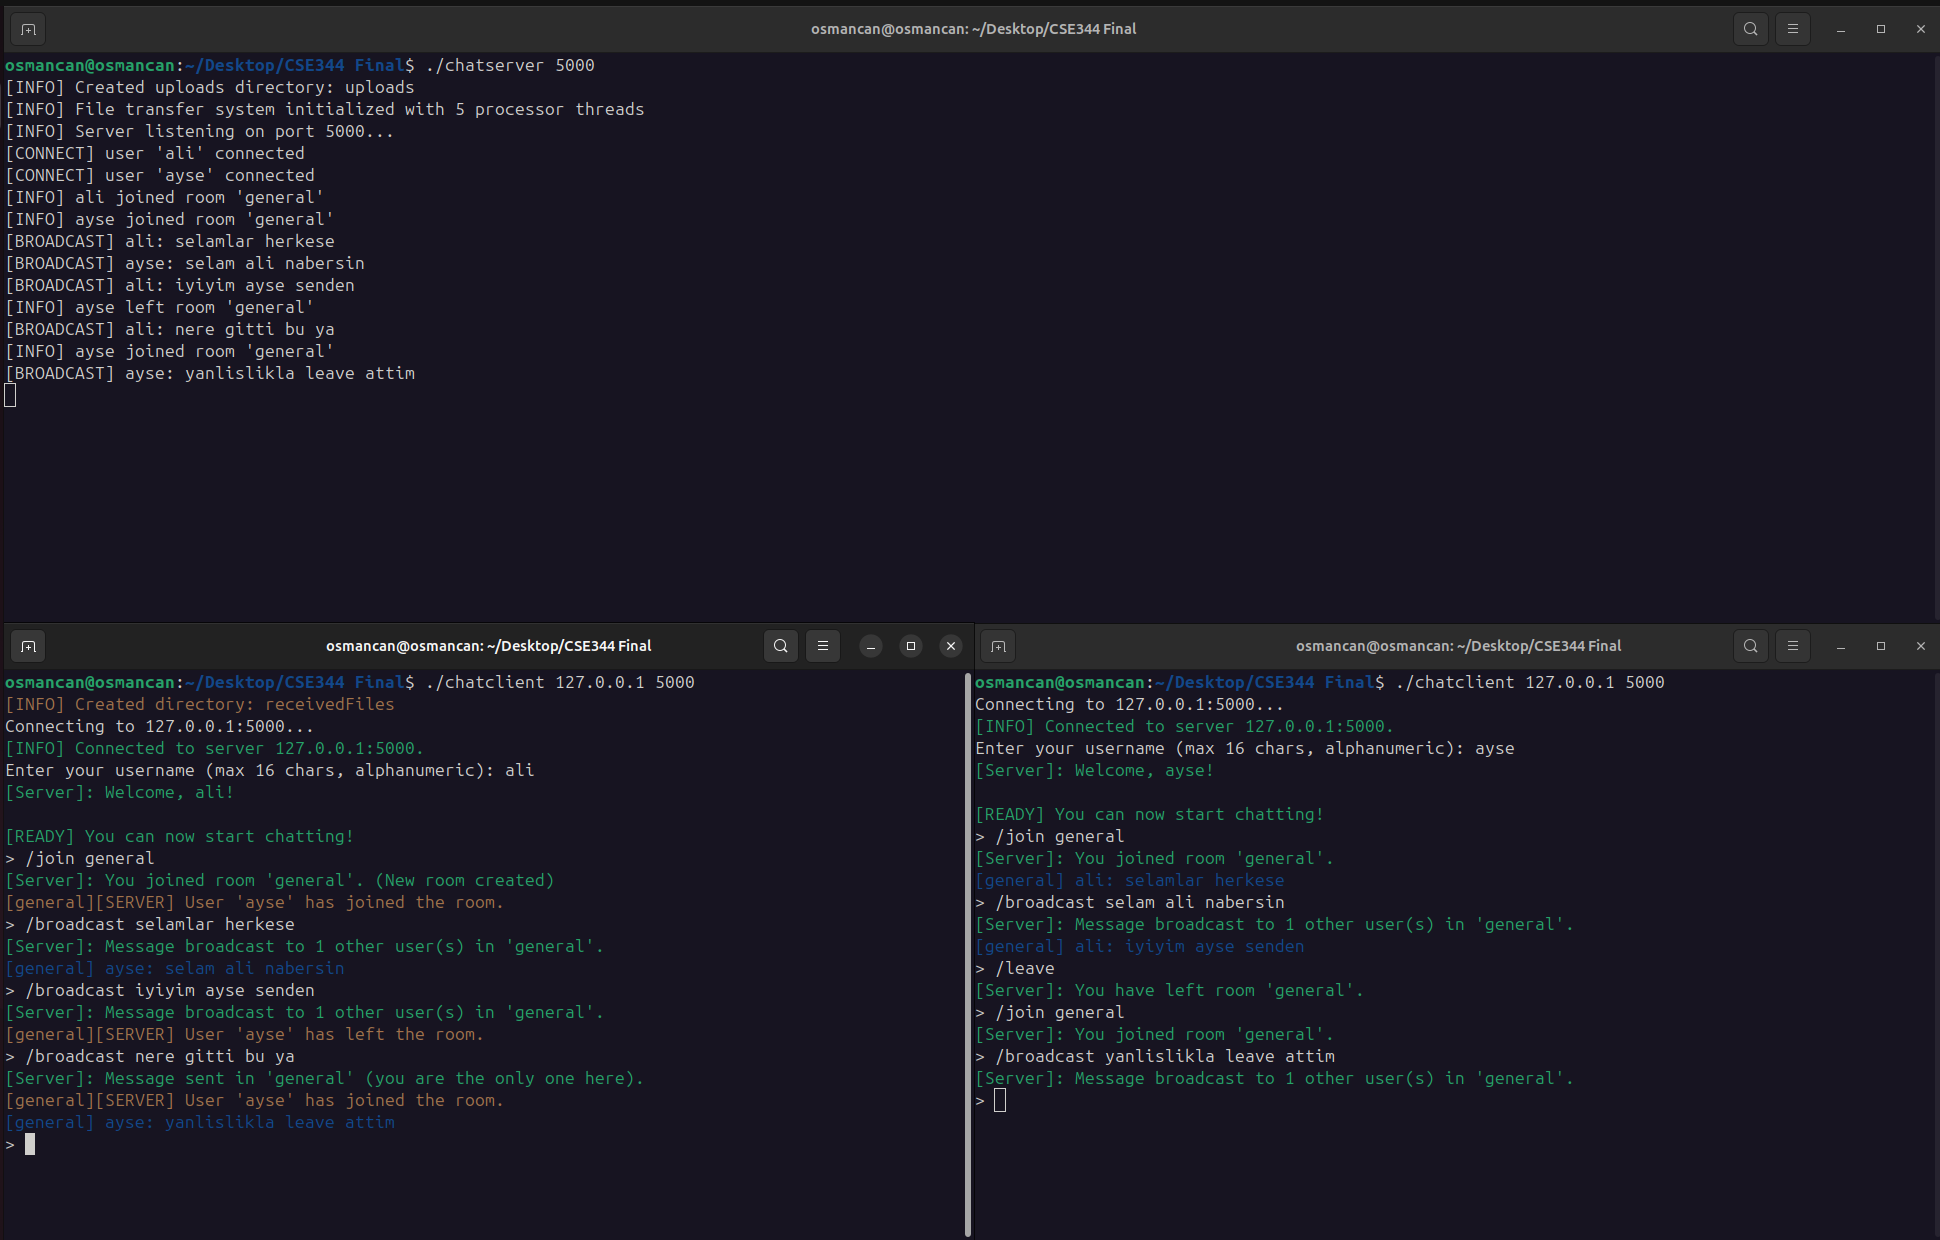 osmancan@osmancan: ~/Desktop/CSE344 Final
osmancan@osmancan:~/Desktop/CSE344 Final$ ./chatserver 5000
[INFO] Created uploads directory: uploads
[INFO] File transfer system initialized with 5 processor threads
[INFO] Server listening on port 5000...
[CONNECT] user 'ali' connected
[CONNECT] user 'ayse' connected
[INFO] ali joined room 'general'
[INFO] ayse joined room 'general'
[BROADCAST] ali: selamlar herkese
[BROADCAST] ayse: selam ali nabersin
[BROADCAST] ali: iyiyim ayse senden
[INFO] ayse left room 'general'
[BROADCAST] ali: nere gitti bu ya
[INFO] ayse joined room 'general'
[BROADCAST] ayse: yanlislikla leave attim
osmancan@osmancan: ~/Desktop/CSE344 Final
osmancan@osmancan:~/Desktop/CSE344 Final$ ./chatclient 127.0.0.1 5000
[INFO] Created directory: receivedFiles
Connecting to 127.0.0.1:5000...
[INFO] Connected to server 127.0.0.1:5000.
Enter your username (max 16 chars, alphanumeric): ali
[Server]: Welcome, ali!
[READY] You can now start chatting!
> /join general
[Server]: You joined room 'general'. (New room created)
[general][SERVER] User 'ayse' has joined the room.
> /broadcast selamlar herkese
[Server]: Message broadcast to 1 other user(s) in 'general'.
[general] ayse: selam ali nabersin
> /broadcast iyiyim ayse senden
[Server]: Message broadcast to 1 other user(s) in 'general'.
[general][SERVER] User 'ayse' has left the room.
> /broadcast nere gitti bu ya
[Server]: Message sent in 'general' (you are the only one here).
[general][SERVER] User 'ayse' has joined the room.
[general] ayse: yanlislikla leave attim
>
osmancan@osmancan: ~/Desktop/CSE344 Final
osmancan@osmancan:~/Desktop/CSE344 Final$ ./chatclient 127.0.0.1 5000
Connecting to 127.0.0.1:5000...
[INFO] Connected to server 127.0.0.1:5000.
Enter your username (max 16 chars, alphanumeric): ayse
[Server]: Welcome, ayse!
[READY] You can now start chatting!
> /join general
[Server]: You joined room 'general'.
[general] ali: selamlar herkese
> /broadcast selam ali nabersin
[Server]: Message broadcast to 1 other user(s) in 'general'.
[general] ali: iyiyim ayse senden
> /leave
[Server]: You have left room 'general'.
> /join general
[Server]: You joined room 'general'.
> /broadcast yanlislikla leave attim
[Server]: Message broadcast to 1 other user(s) in 'general'.
>